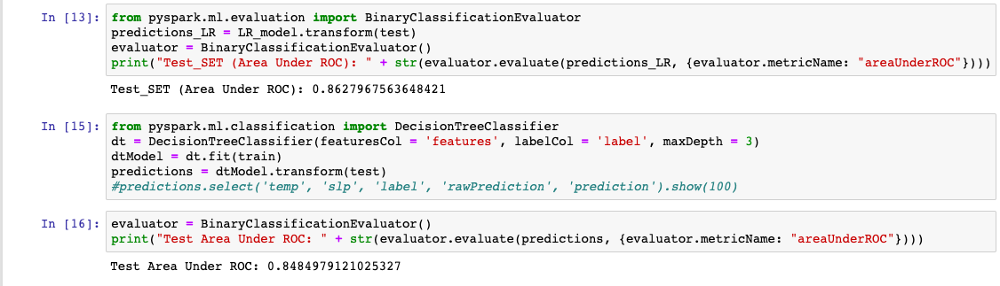 In [13]: from pyspark.ml.evaluation import BinaryClassificationEvaluator
predictions_LR = LR_model.transform(test)
evaluator = BinaryClassificationEvaluator()
print("Test_SET (Area Under ROC): " + str(evaluator.evaluate(predictions_LR, {evaluator.metricName: "areaUnderROC"})))
Test_SET (Area Under ROC): 0.8627967563648421
In [15]: from pyspark.ml.classification import DecisionTreeClassifier
dt = DecisionTreeClassifier(featuresCol = 'features', labelCol = 'label', maxDepth = 3)
dtModel = dt.fit(train)
predictions = dtModel.transform(test)
#predictions.select('temp', 'slp', 'label', 'rawPrediction', 'prediction').show(100)
In [16]: evaluator = BinaryClassificationEvaluator()
print("Test Area Under ROC: " + str(evaluator.evaluate(predictions, {evaluator.metricName: "areaUnderROC"})))
Test Area Under ROC: 0.8484979121025327